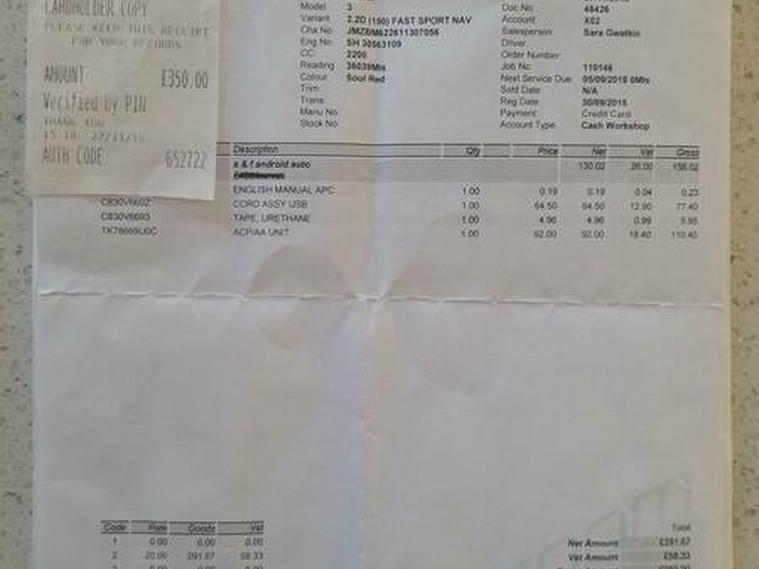 CARDHOLDER COPY
PLEASE KEEP THIS RECEIPT
FOR YOUR RECORDS
AMOUNT £350.00
Verified by PIN
THANK YOU
AUTH CODE: 652722
Model 3
Variant 2.2D (150) FAST SPORT NAV
Cha No
Eng No SH 30563109
CC 2200
Reading 36039Mls
Colour Soul Red
Trim
Trans
Manu No
Stock No
Doc No 48426
Account X02
Salesperson: Sara Gwatkin
Driver
Order Number:
Job No: 110146
Next Service Due 05/09/2018 0Mls
Sold Date N/A
Reg Date 30/09/2015
Payment: Credit Card
Account Type: Cash Workshop
Description Qty Price Net Vat Gross
s & f android auto 130.02 26.00 156.02
ENGLISH MANUAL APC 1.00 0.19 0.19 0.04 0.23
CORD ASSY USB 1.00 64.50 64.50 12.90 77.40
C830V6693 TAPE, URETHANE 1.00 4.96 4.96 0.99 5.95
TK78669U0C ACP/AA UNIT 1.00 92.00 92.00 18.40 110.40
Code Rate Goods Vat
1 0.00 0.00 0.00
2 20.00 291.67 58.33
Total
Net Amount £291.67
Vat Amount £58.33